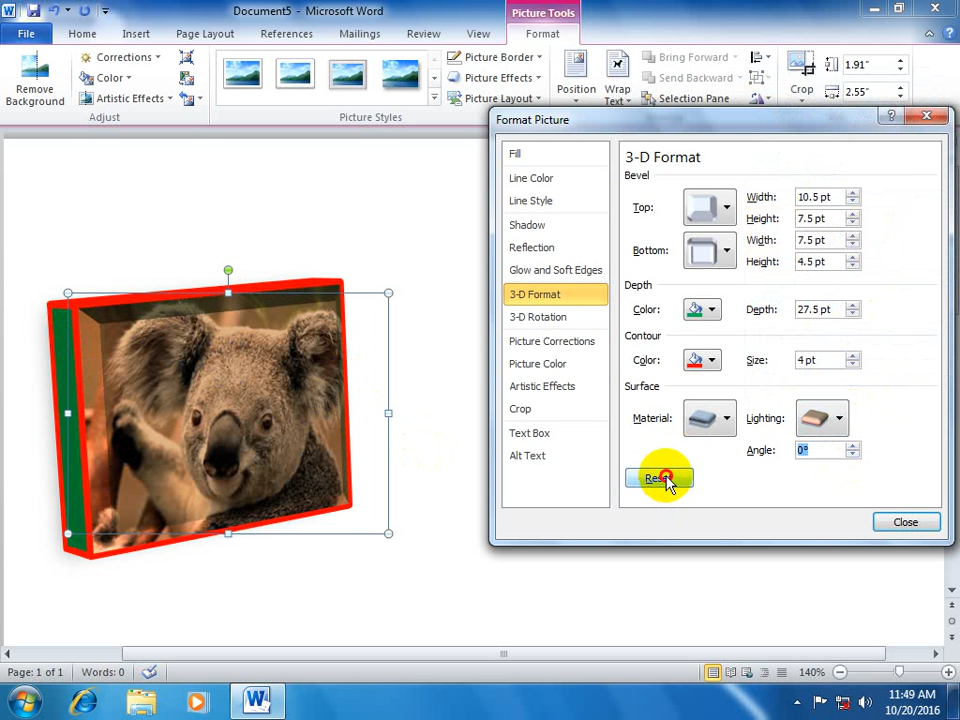 Document5 - Microsoft Word
Picture Tools
File Home Insert Page Layout References Mailings Review View Format
Remove Background
Corrections
Color
Artistic Effects
Adjust
Picture Styles
Picture Border
Picture Effects
Picture Layout
Position
Wrap Text
Bring Forward
Send Backward
Selection Pane
Crop
1.91"
2.55"
Format Picture
Fill
Line Color
Line Style
Shadow
Reflection
Glow and Soft Edges
3-D Format
3-D Rotation
Picture Corrections
Picture Color
Artistic Effects
Crop
Text Box
Alt Text
3-D Format
Bevel
Top:
Width: 10.5 pt
Height: 7.5 pt
Bottom:
Width: 7.5 pt
Height: 4.5 pt
Depth
Color:
Depth: 27.5 pt
Contour
Color:
Size: 4 pt
Surface
Material:
Lighting:
Angle: 0°
Reset
Close
Page: 1 of 1
Words: 0
140%
11:49 AM
10/20/2016